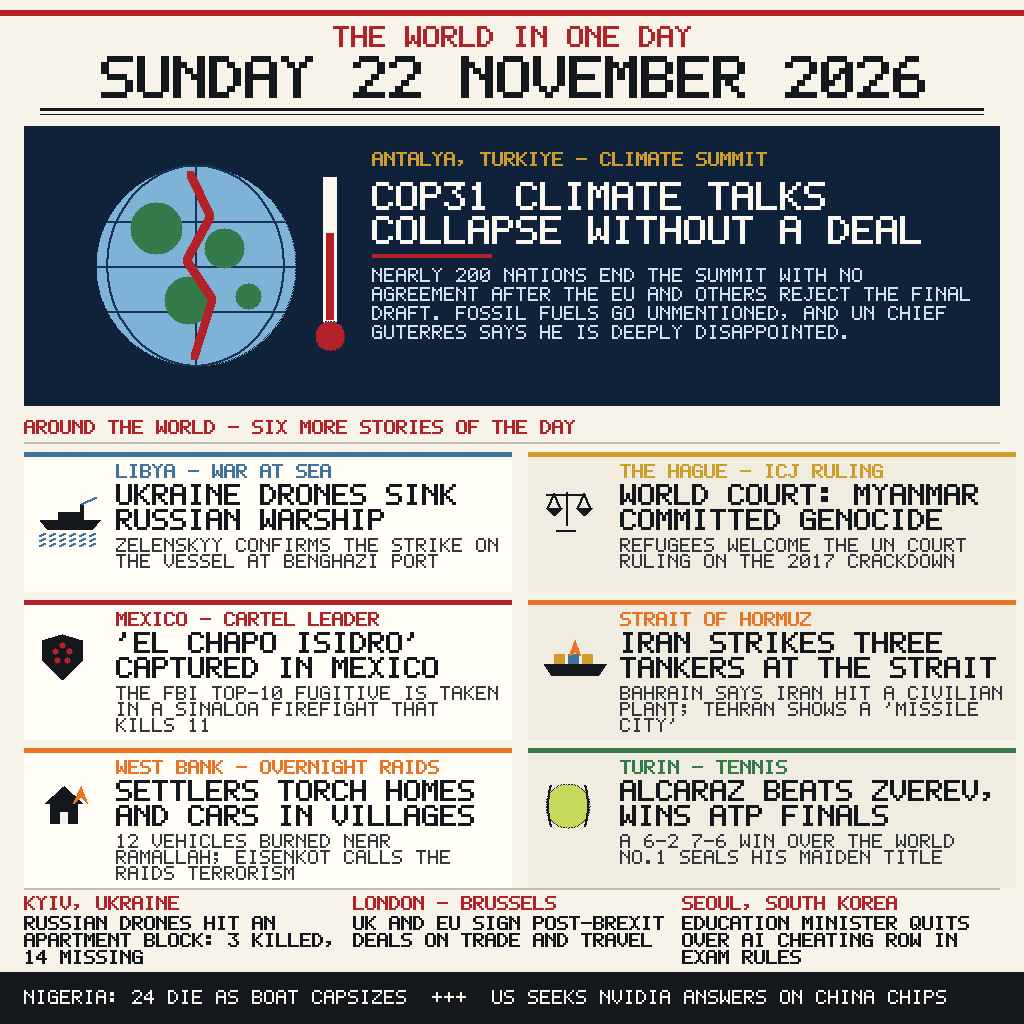 THE WORLD IN ONE DAY
SUNDAY 22 NOVEMBER 2026
ANTALYA, TURKIYE – CLIMATE SUMMIT
COP31 CLIMATE TALKS
COLLAPSE WITHOUT A DEAL
NEARLY 200 NATIONS END THE SUMMIT WITH NO
AGREEMENT AFTER THE EU AND OTHERS REJECT THE FINAL
DRAFT. FOSSIL FUELS GO UNMENTIONED, AND UN CHIEF
GUTERRES SAYS HE IS DEEPLY DISAPPOINTED.
AROUND THE WORLD – SIX MORE STORIES OF THE DAY
LIBYA – WAR AT SEA
UKRAINE DRONES SINK
RUSSIAN WARSHIP
ZELENSKYY CONFIRMS THE STRIKE ON
THE VESSEL AT BENGHAZI PORT
THE HAGUE – ICJ RULING
WORLD COURT: MYANMAR
COMMITTED GENOCIDE
REFUGEES WELCOME THE UN COURT
RULING ON THE 2017 CRACKDOWN
MEXICO – CARTEL LEADER
'EL CHAPO ISIDRO'
CAPTURED IN MEXICO
THE FBI TOP-10 FUGITIVE IS TAKEN
IN A SINALOA FIREFIGHT THAT
KILLS 11
STRAIT OF HORMUZ
IRAN STRIKES THREE
TANKERS AT THE STRAIT
BAHRAIN SAYS IRAN HIT A CIVILIAN
PLANT; TEHRAN SHOWS A 'MISSILE
CITY'
WEST BANK – OVERNIGHT RAIDS
SETTLERS TORCH HOMES
AND CARS IN VILLAGES
12 VEHICLES BURNED NEAR
RAMALLAH; EISENKOT CALLS THE
RAIDS TERRORISM
TURIN – TENNIS
ALCARAZ BEATS ZVEREV,
WINS ATP FINALS
A 6-2 7-6 WIN OVER THE WORLD
NO.1 SEALS HIS MAIDEN TITLE
KYIV, UKRAINE
RUSSIAN DRONES HIT AN
APARTMENT BLOCK: 3 KILLED,
14 MISSING
LONDON – BRUSSELS
UK AND EU SIGN POST-BREXIT
DEALS ON TRADE AND TRAVEL
SEOUL, SOUTH KOREA
EDUCATION MINISTER QUITS
OVER AI CHEATING ROW IN
EXAM RULES
NIGERIA: 24 DIE AS BOAT CAPSIZES +++ US SEEKS NVIDIA ANSWERS ON CHINA CHIPS